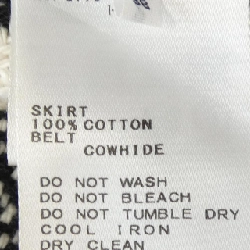 SKIRT
100% COTTON
BELT
COWHIDE
DO NOT WASH
DO NOT BLEACH
DO NOT TUMBLE DRY
COOL IRON
DRY CLEAN